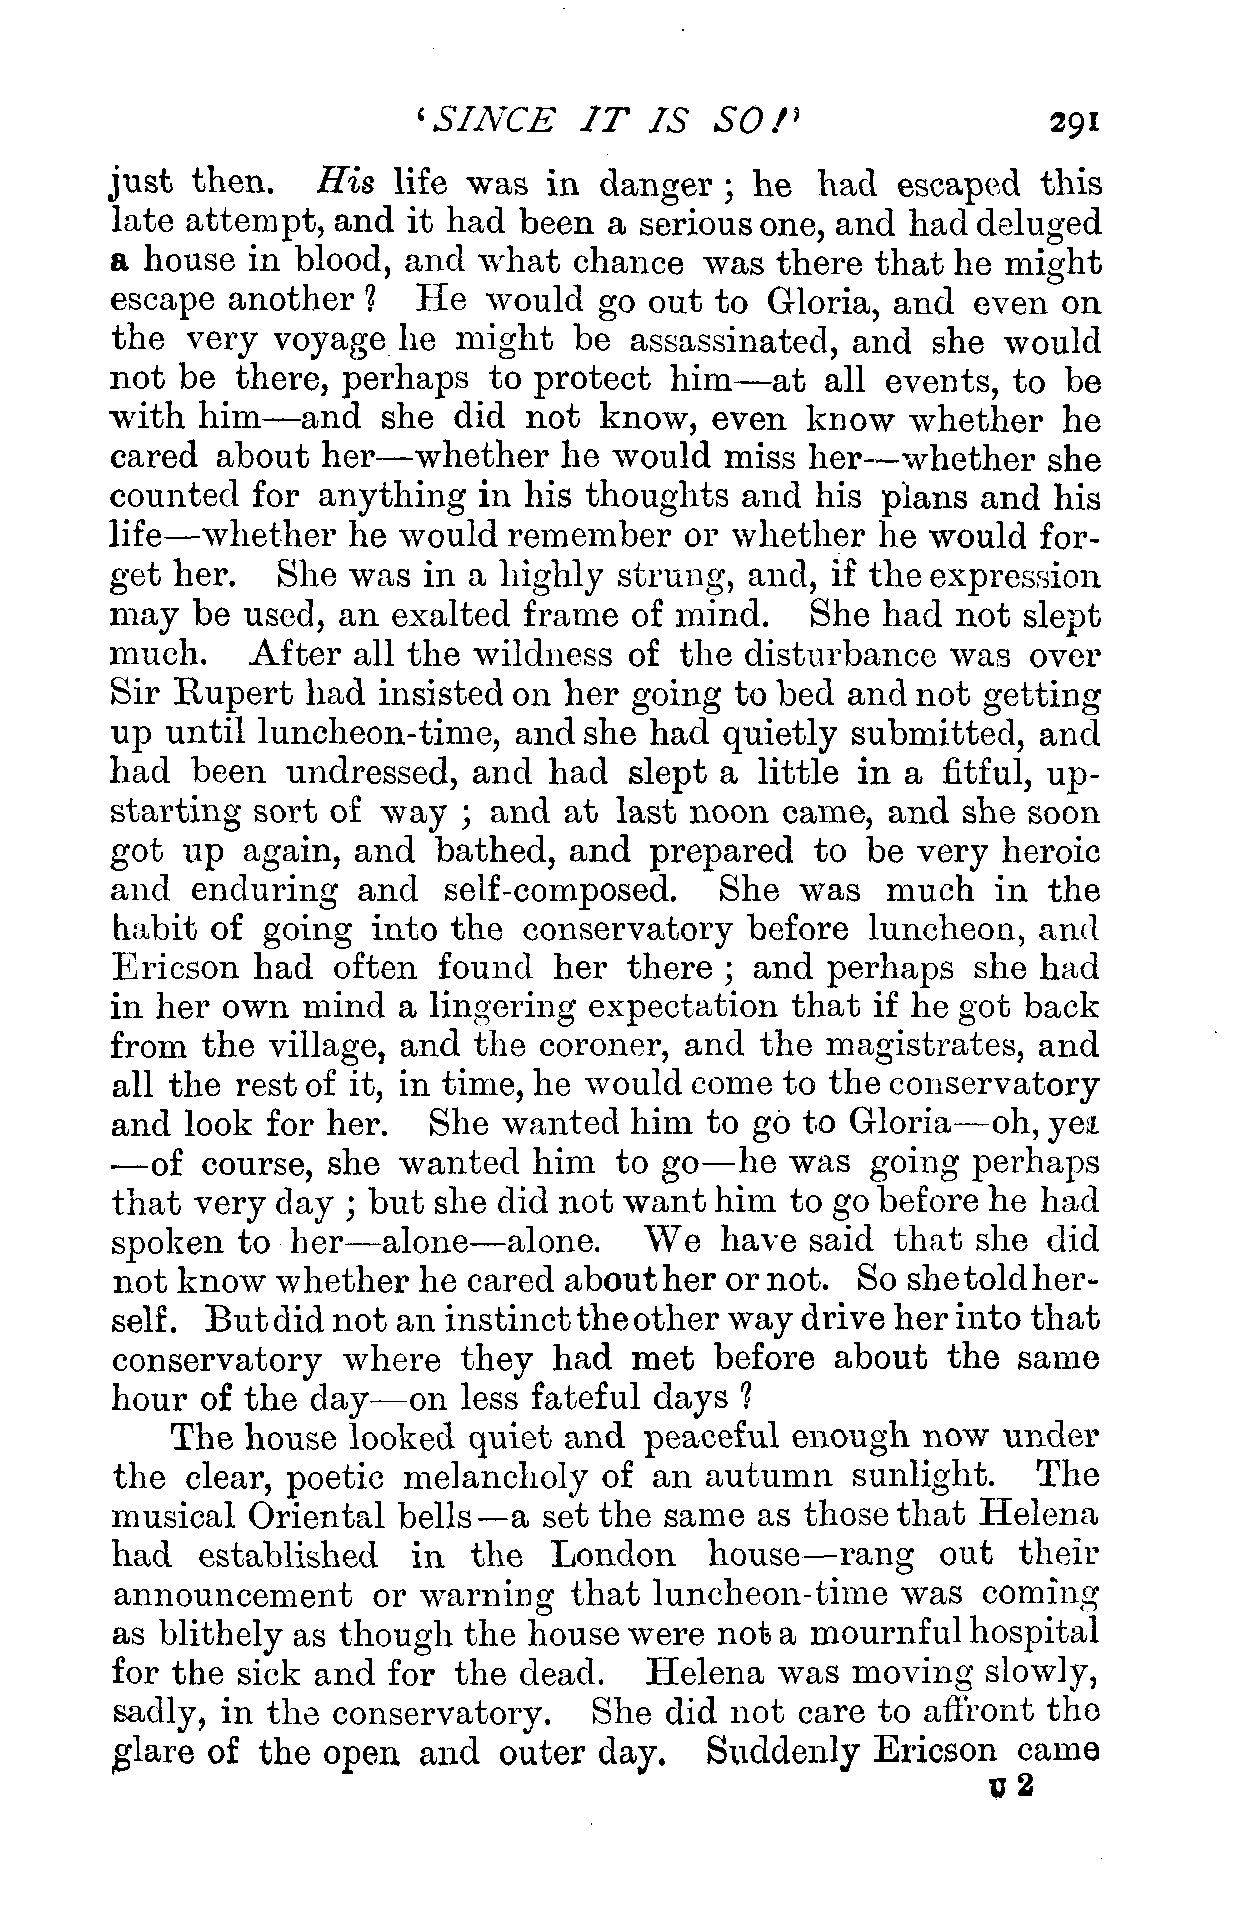 ‘SINCE IT IS SO!’ 291
just then. His life was in danger ; he had escaped this
late attempt, and it had been a serious one, and had deluged
a house in blood, and what chance was there that he might
escape another ? He would go out to Gloria, and even on
the very voyage he might be assassinated, and she would
not be there, perhaps to protect him—at all events, to be
with him—and she did not know, even know whether he
cared about her—whether he would miss her—whether she
counted for anything in his thoughts and his plans and his
life—whether he would remember or whether he would for-
get her. She was in a highly strung, and, if the expression
may be used, an exalted frame of mind. She had not slept
much. After all the wildness of the disturbance was over
Sir Rupert had insisted on her going to bed and not getting
up until luncheon-time, and she had quietly submitted, and
had been undressed, and had slept a little in a fitful, up-
starting sort of way ; and at last noon came, and she soon
got up again, and bathed, and prepared to be very heroic
and enduring and self-composed. She was much in the
habit of going into the conservatory before luncheon, and
Ericson had often found her there ; and perhaps she had
in her own mind a lingering expectation that if he got back
from the village, and the coroner, and the magistrates, and
all the rest of it, in time, he would come to the conservatory
and look for her. She wanted him to go to Gloria—oh, yes
—of course, she wanted him to go—he was going perhaps
that very day ; but she did not want him to go before he had
spoken to her—alone—alone. We have said that she did
not know whether he cared about her or not. So she told her-
self. But did not an instinct the other way drive her into that
conservatory where they had met before about the same
hour of the day—on less fateful days ?
The house looked quiet and peaceful enough now under
the clear, poetic melancholy of an autumn sunlight. The
musical Oriental bells—a set the same as those that Helena
had established in the London house—rang out their
announcement or warning that luncheon-time was coming
as blithely as though the house were not a mournful hospital
for the sick and for the dead. Helena was moving slowly,
sadly, in the conservatory. She did not care to affront the
glare of the open and outer day. Suddenly Ericson came
U 2